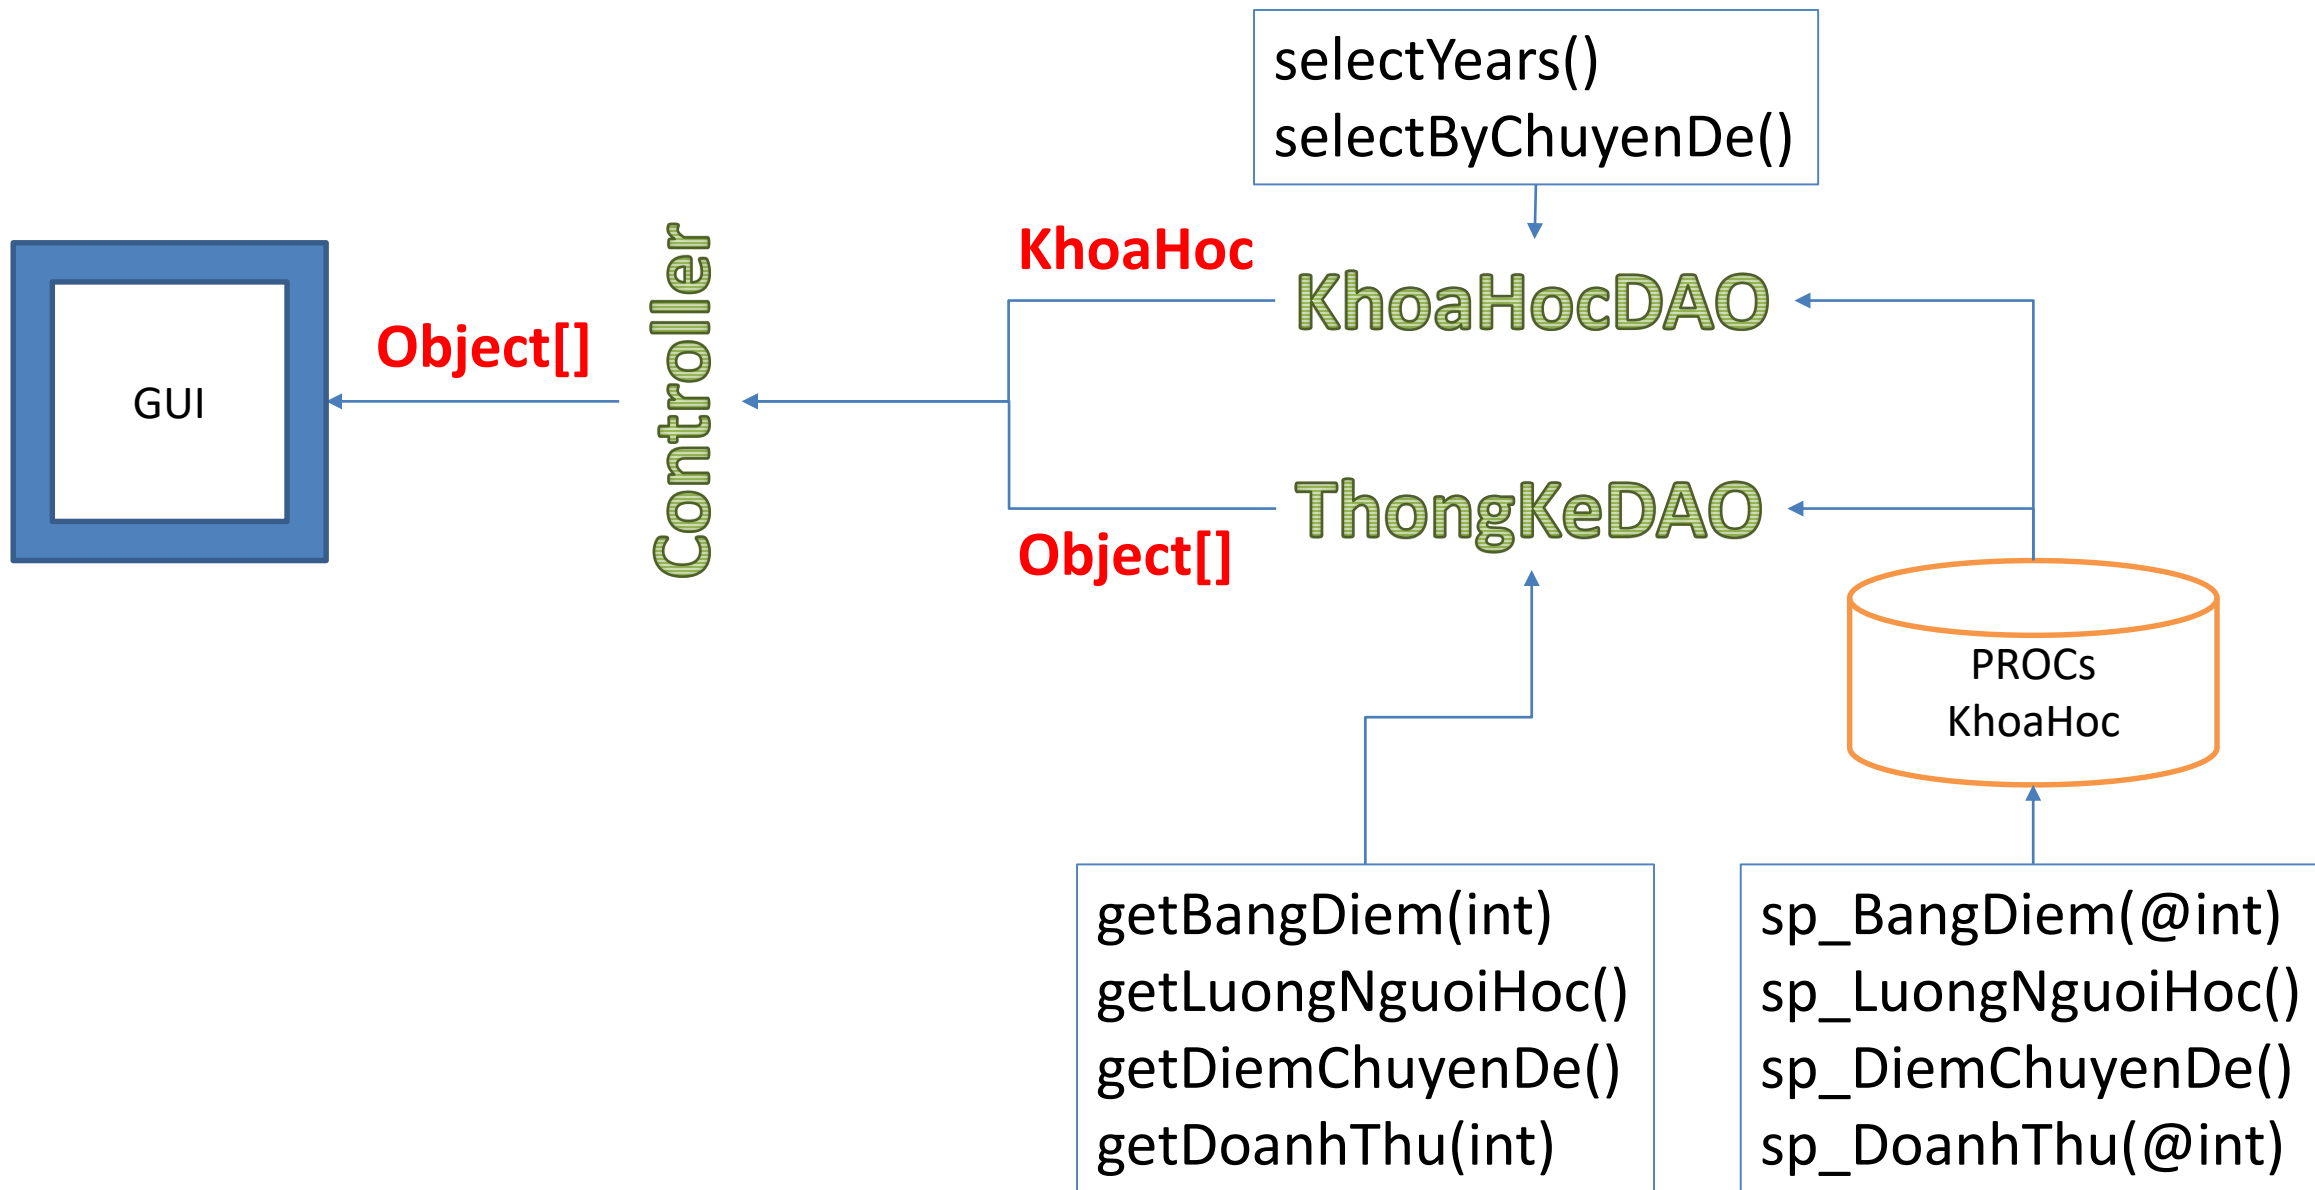 selectYears()
selectByChuyenDe()
KhoaHoc
KhoaHocDAO
Controller
Object[]
GUI
ThongKeDAO
Object[]
PROCs
KhoaHoc
getBangDiem(int)
getLuongNguoiHoc()
getDiemChuyenDe()
getDoanhThu(int)
sp_BangDiem(@int)
sp_LuongNguoiHoc()
sp_DiemChuyenDe()
sp_DoanhThu(@int)